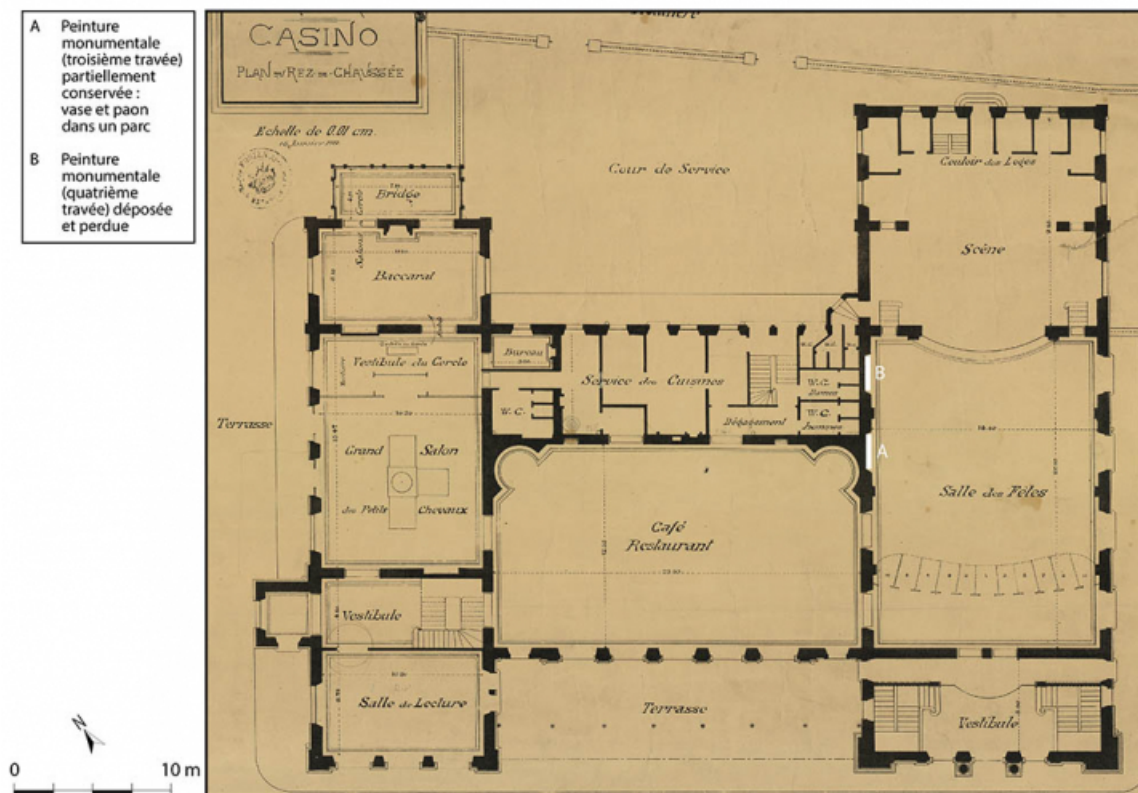 A Peinture
monumentale
(troisième travée)
partiellement
conservée :
vase et paon
dans un parc
B Peinture
monumentale
(quatrième
travée) déposée
et perdue
CASINO
PLAN DU REZ-DE-CHAUSSÉE
Echelle de 0.01 cm.
Cour de Service
Couloir des Loges
Bridge
Salons
Cercle
Baccarat
Scène
Vestibule du Cercle
Bureau
Service des Cuisines
W.C.
W.C.
Dames
W.C.
hommes
Dégagement
B
A
Terrasse
Grand Salon
des Petits Chevaux
Café
Restaurant
Salle des Fêtes
Vestibule
Salle de Lecture
Terrasse
Vestibule
N
0 10 m